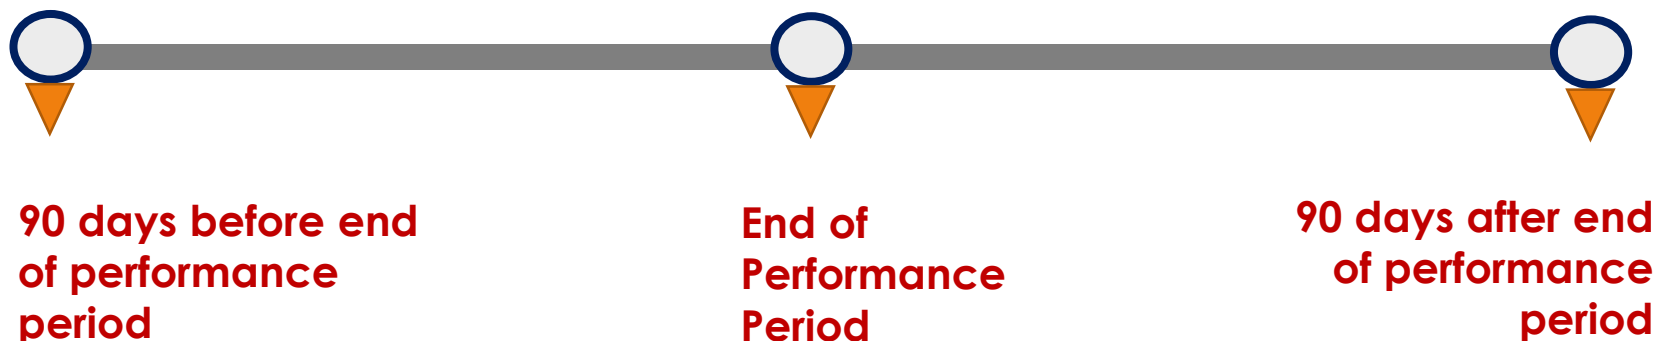 90 days before end
of performance
period
End of
Performance
Period
90 days after end
of performance
period